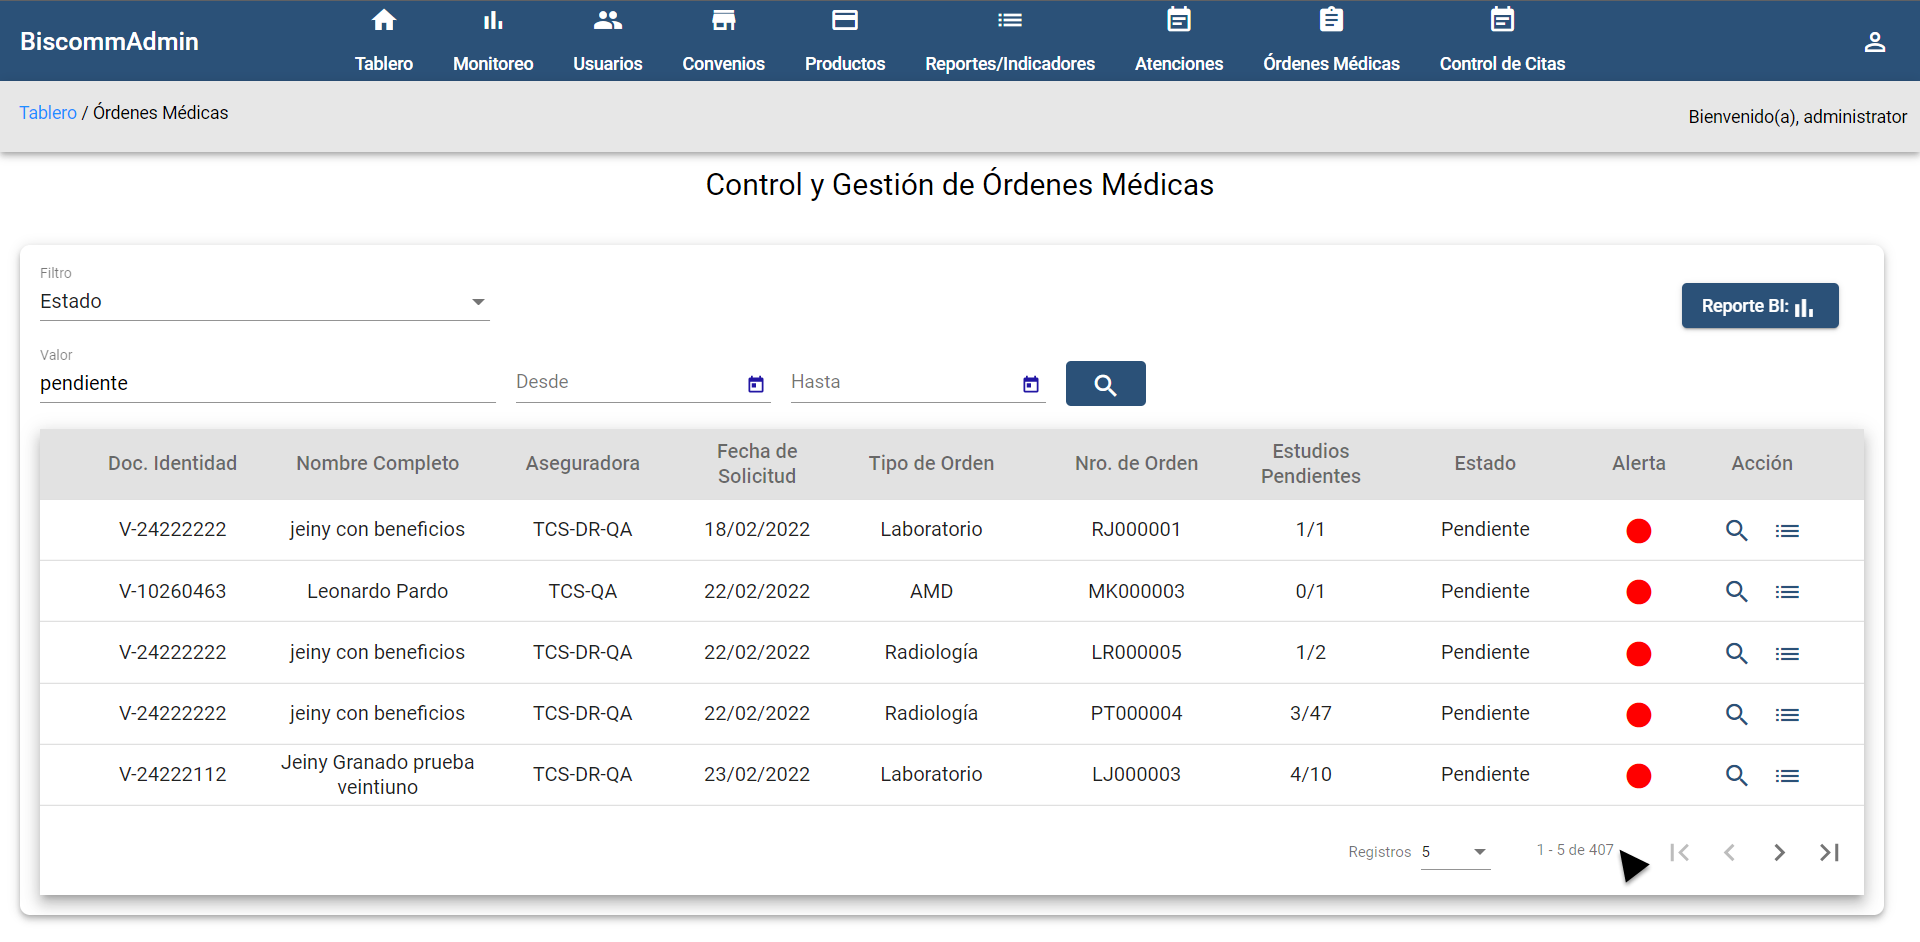 BiscommAdmin
Tablero
Monitoreo
Usuarios
Convenios
Productos
Reportes/Indicadores
Atenciones
Órdenes Médicas
Control de Citas
Tablero / Órdenes Médicas
Bienvenido(a), administrator
Control y Gestión de Órdenes Médicas
Filtro
Estado
Reporte BI:
Valor
pendiente
Desde
Hasta
Doc. Identidad
Nombre Completo
Aseguradora
Fecha de
Solicitud
Tipo de Orden
Nro. de Orden
Estudios
Pendientes
Estado
Alerta
Acción
V-24222222 jeiny con beneficios TCS-DR-QA 18/02/2022 Laboratorio RJ000001 1/1 Pendiente
V-10260463 Leonardo Pardo TCS-QA 22/02/2022 AMD MK000003 0/1 Pendiente
V-24222222 jeiny con beneficios TCS-DR-QA 22/02/2022 Radiología LR000005 1/2 Pendiente
V-24222222 jeiny con beneficios TCS-DR-QA 22/02/2022 Radiología PT000004 3/47 Pendiente
V-24222112 Jeiny Granado prueba
veintiuno TCS-DR-QA 23/02/2022 Laboratorio LJ000003 4/10 Pendiente
Registros 5
1 - 5 de 407